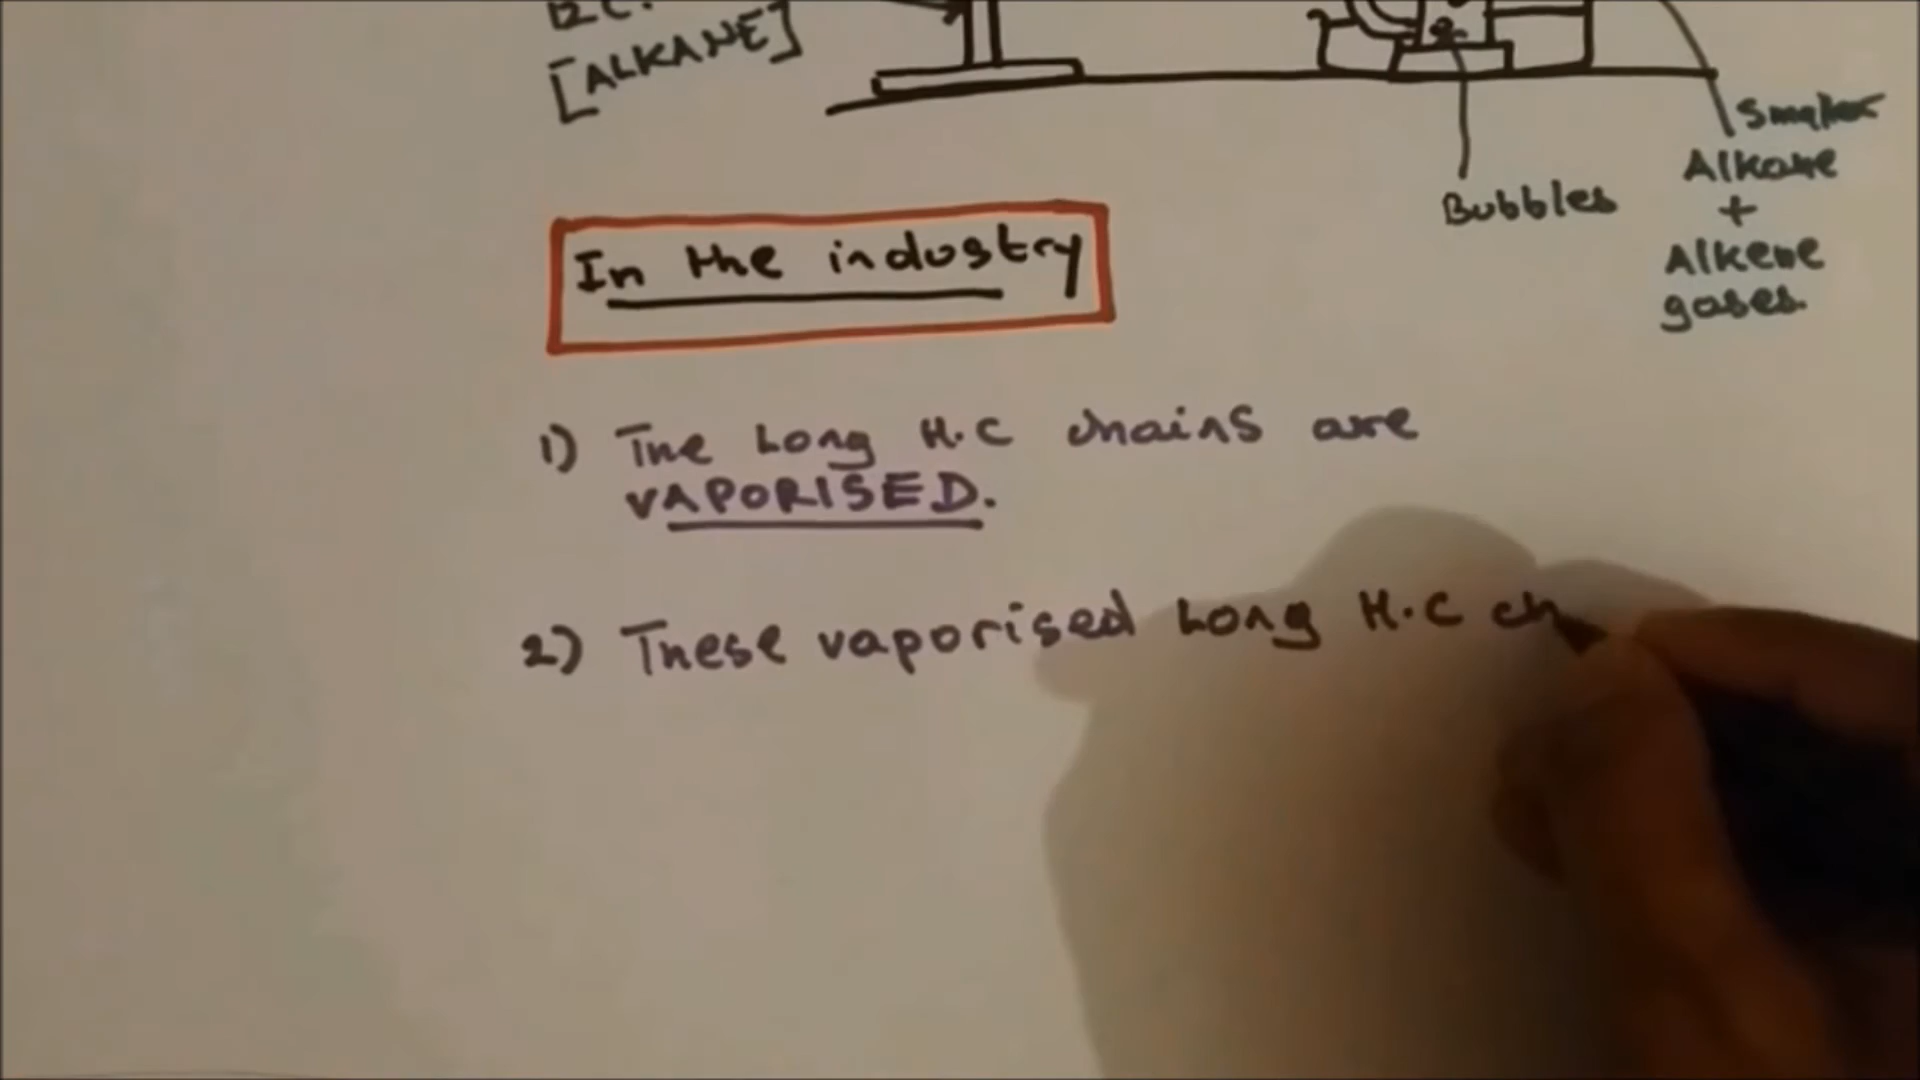 [ALKANE]
Smaller
Alkane
+
Alkene
gases.
Bubbles
In the industry
1) The Long H.C chains are
VAPORISED.
2) These vaporised Long H.C ch